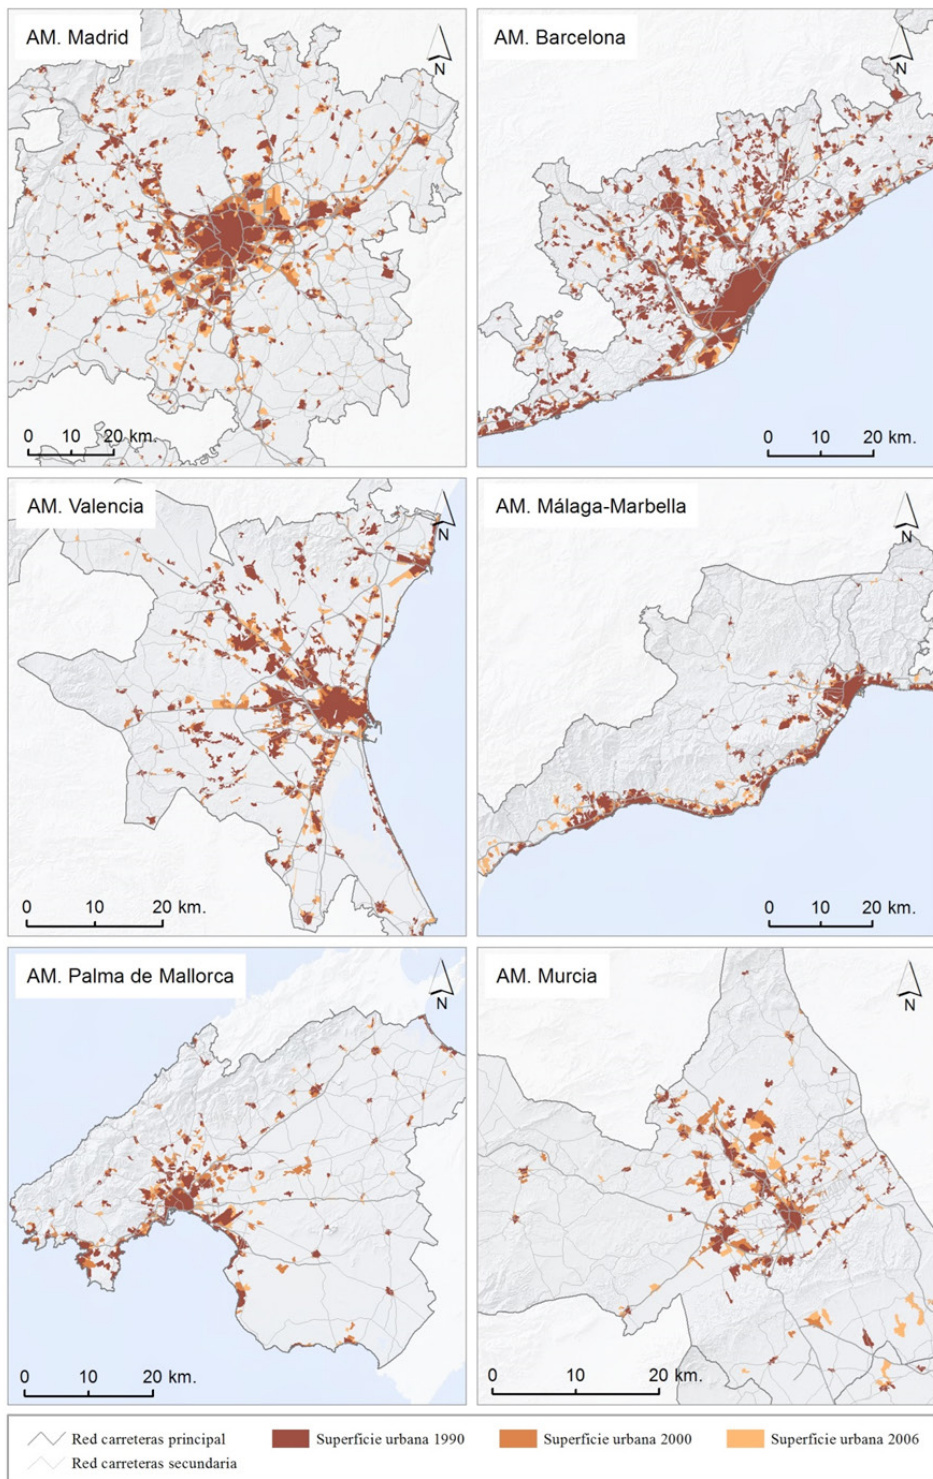 AM. Madrid
N
0 10 20 km.
AM. Barcelona
N
0 10 20 km.
AM. Valencia
N
0 10 20 km.
AM. Málaga-Marbella
N
0 10 20 km.
AM. Palma de Mallorca
N
0 10 20 km.
AM. Murcia
N
0 10 20 km.
Red carreteras principal
Superficie urbana 1990
Superficie urbana 2000
Superficie urbana 2006
Red carreteras secundaria